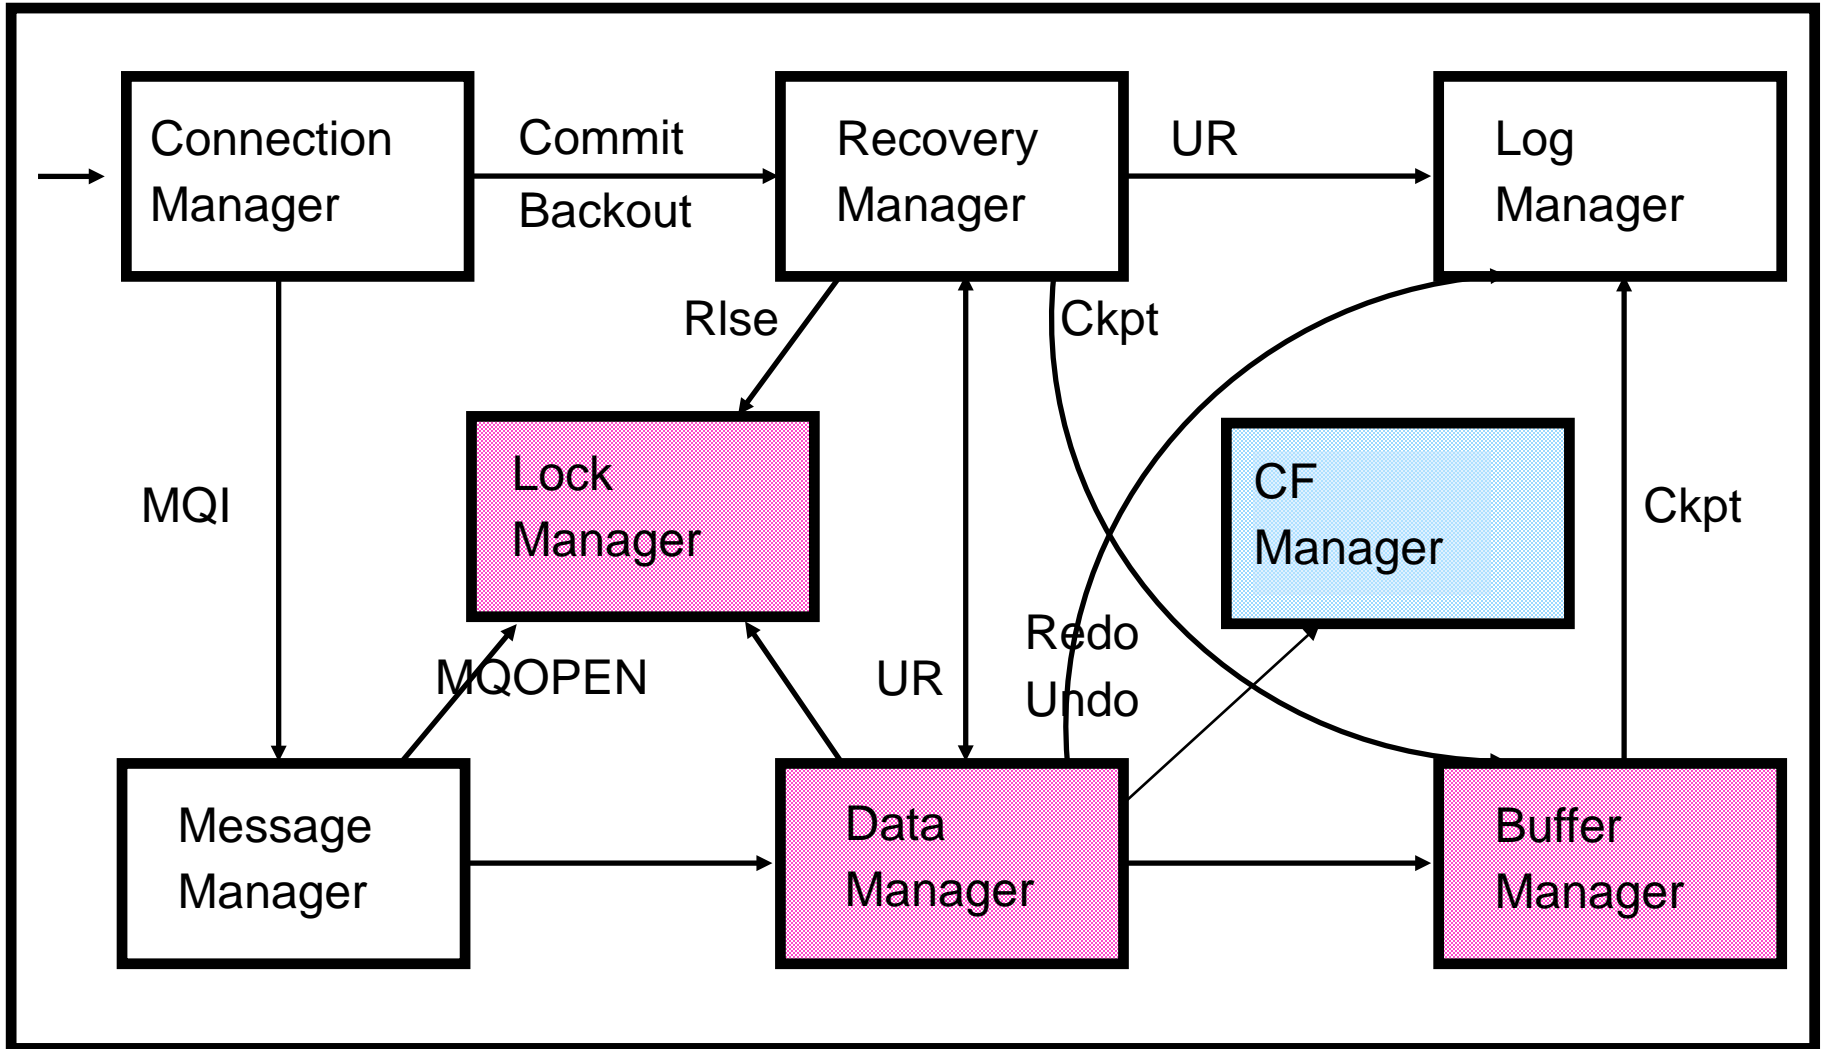 Connection
Manager
Commit
Backout
Recovery
Manager
UR
Log
Manager
Rlse
Ckpt
MQI
Lock
Manager
CF
Manager
Ckpt
MQOPEN
UR
Redo
Undo
Message
Manager
Data
Manager
Buffer
Manager